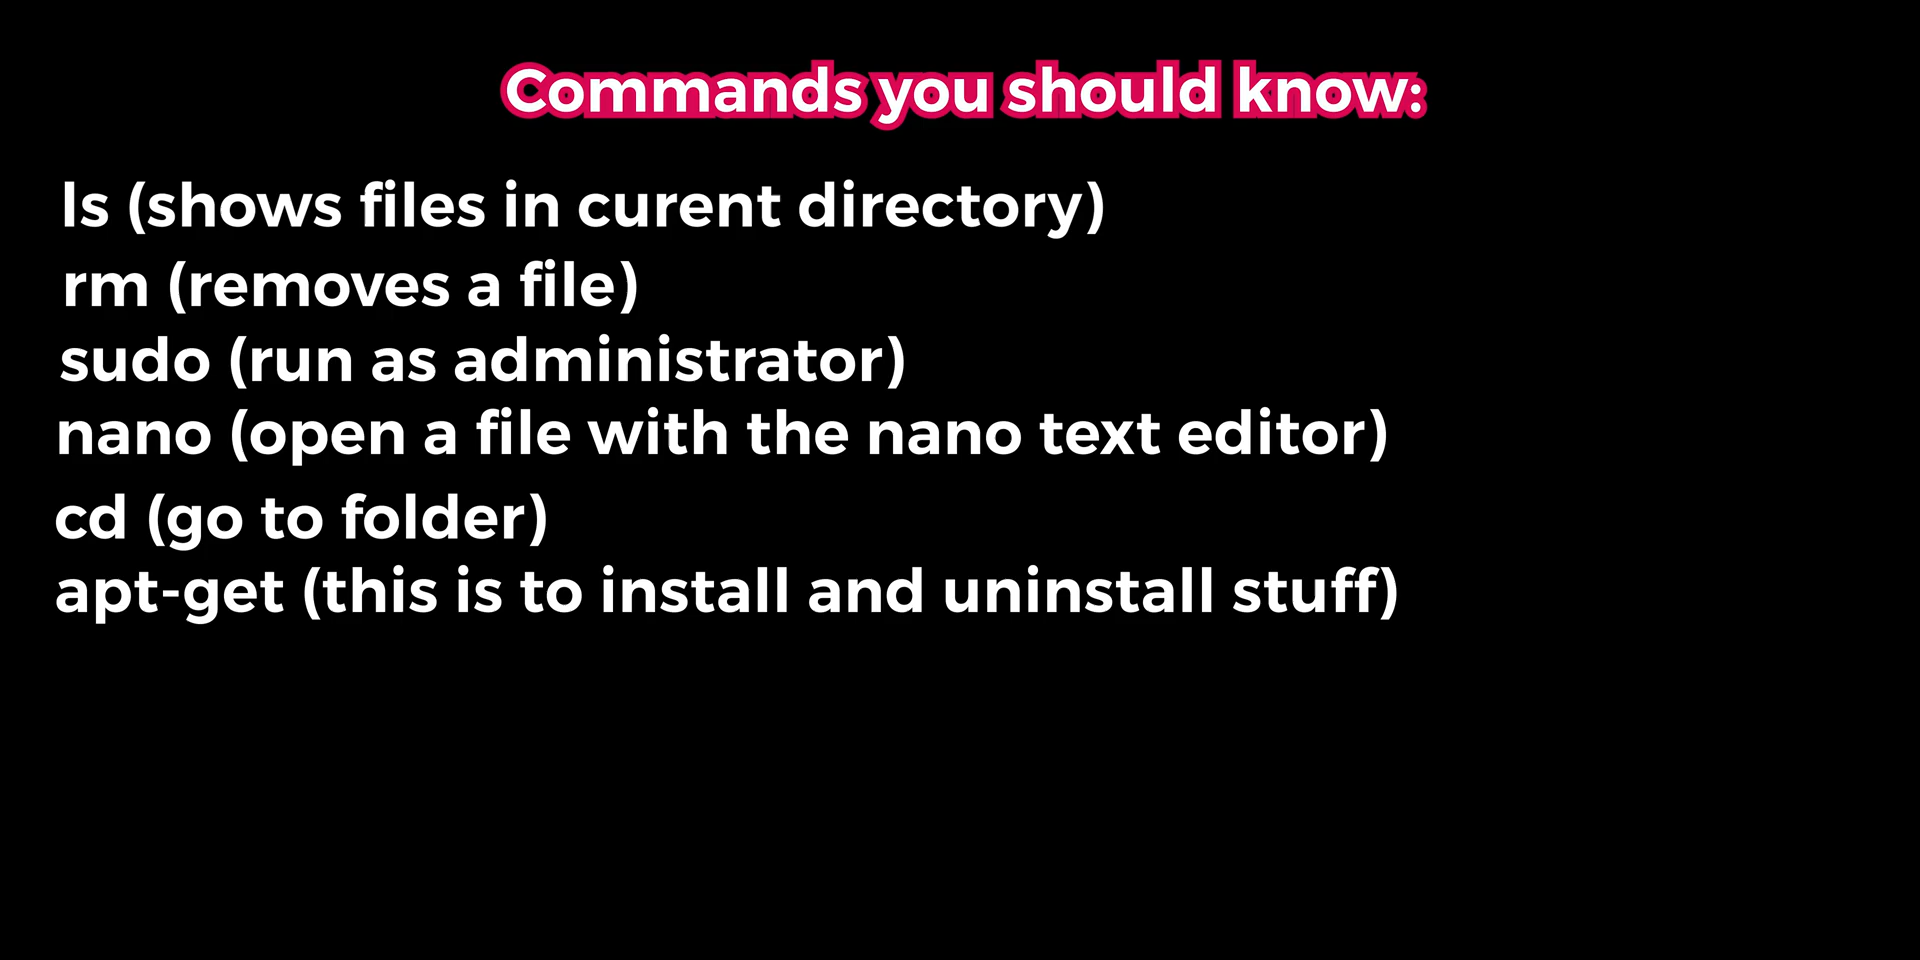 Commands you should know:
ls (shows files in curent directory)
rm (removes a file)
sudo (run as administrator)
nano (open a file with the nano text editor)
cd (go to folder)
apt-get (this is to install and uninstall stuff)